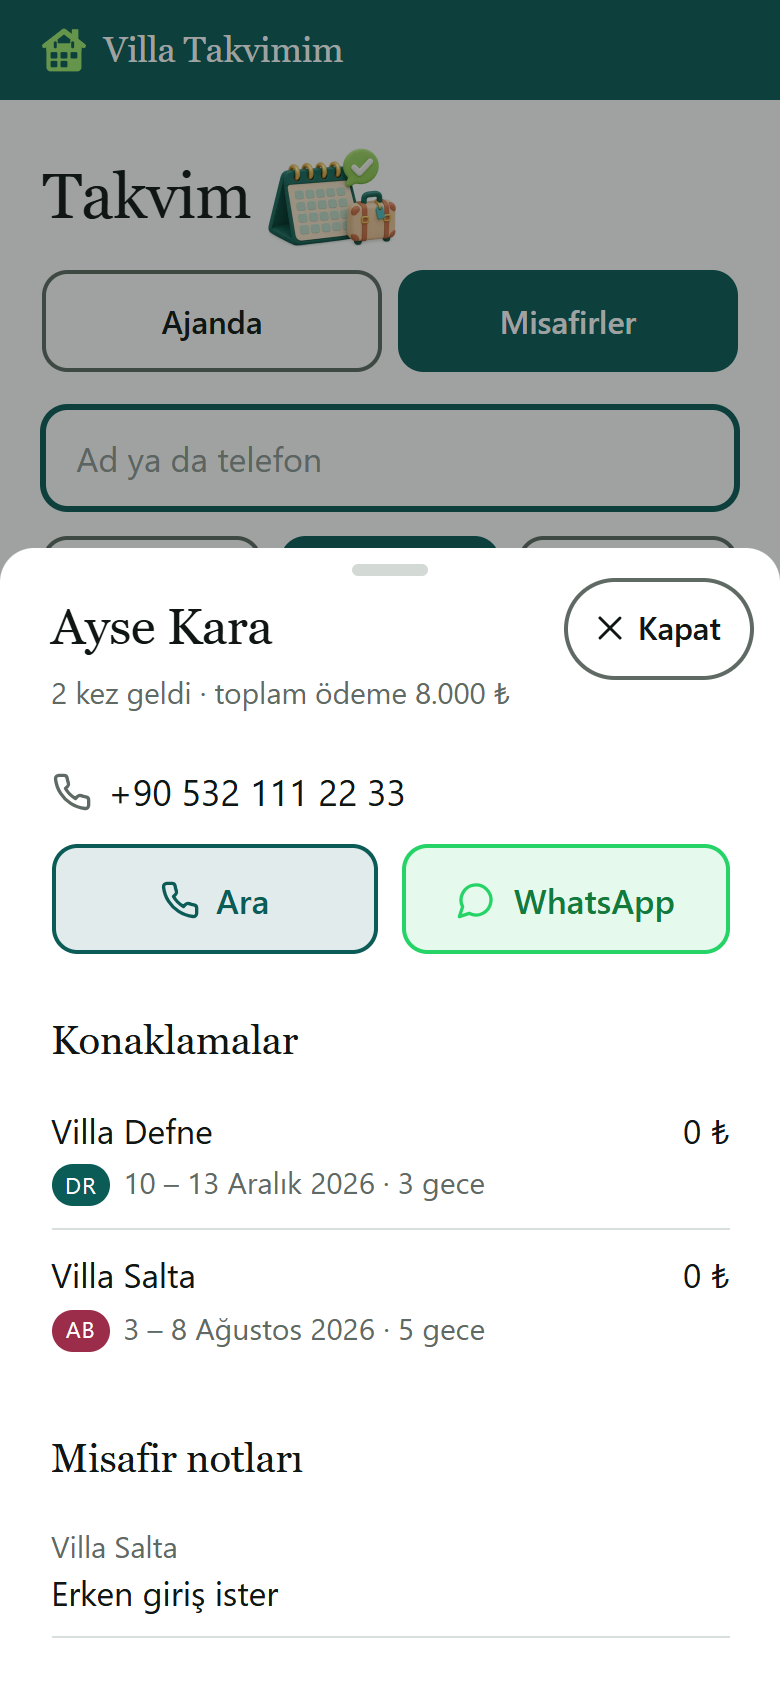 Villa Takvimim
Takvim
Ajanda
Misafirler
Ad ya da telefon
Ayse Kara
Kapat
2 kez geldi · toplam ödeme 8.000 ₺
+90 532 111 22 33
Ara
WhatsApp
Konaklamalar
Villa Defne
0 ₺
DR
10 – 13 Aralık 2026 · 3 gece
Villa Salta
0 ₺
AB
3 – 8 Ağustos 2026 · 5 gece
Misafir notları
Villa Salta
Erken giriş ister